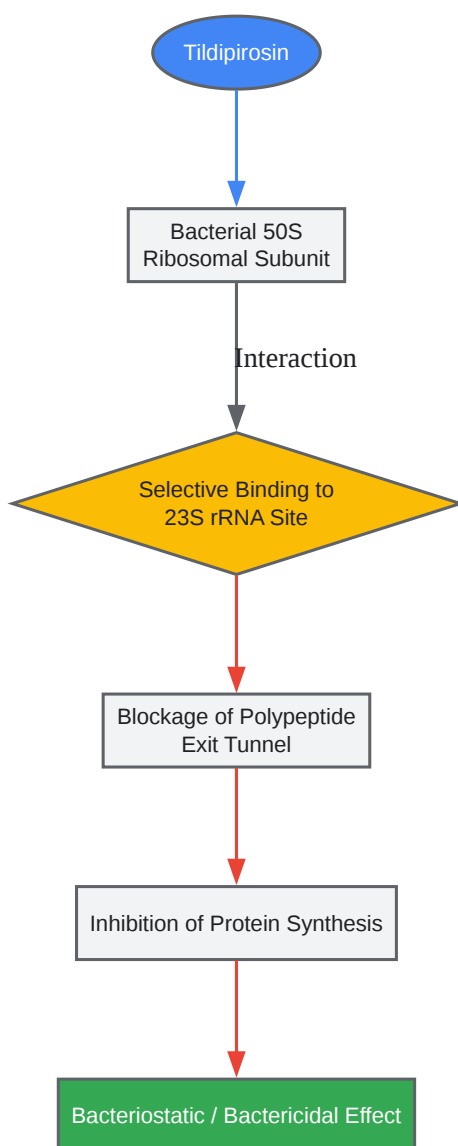 Tildipirosin
Bacterial 50S
Ribosomal Subunit
Interaction
Selective Binding to
23S rRNA Site
Blockage of Polypeptide
Exit Tunnel
Inhibition of Protein Synthesis
Bacteriostatic / Bactericidal Effect